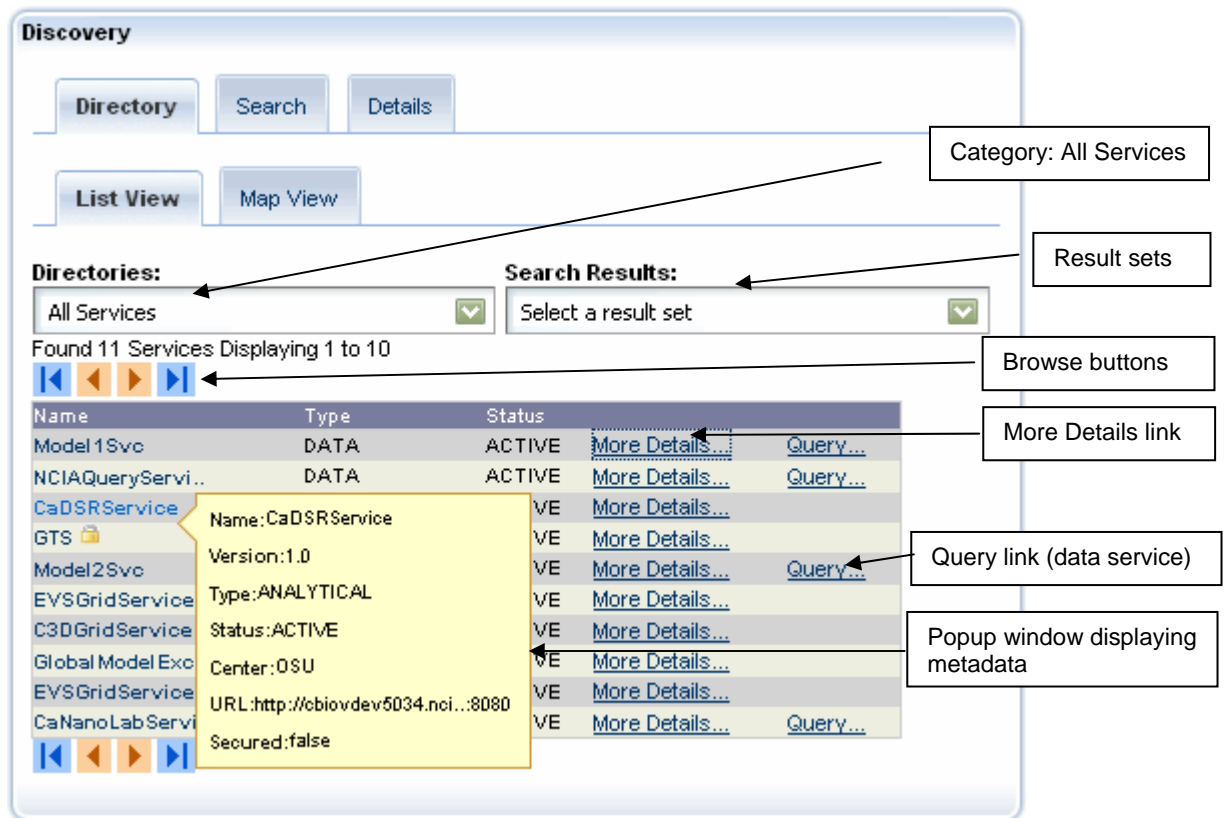 Discovery
Directory Search Details
Category: All Services
List View Map View
Result sets
Directories: Search Results:
All Services Select a result set
Found 11 Services Displaying 1 to 10
Browse buttons
Name Type Status
Model1Svc DATA ACTIVE More Details... Query...
More Details link
NCIAQueryServi.. DATA ACTIVE More Details... Query...
CaDSRService VE More Details...
GTS VE More Details...
Model2Svc VE More Details... Query...
Query link (data service)
EVSGridService VE More Details...
C3DGridService VE More Details...
Global Model Exc VE More Details...
EVSGridService VE More Details...
CaNanoLabServi VE More Details... Query...
Name:CaDSRService
Version:1.0
Type:ANALYTICAL
Status:ACTIVE
Center:OSU
URL:http://cbiovdev5034.nci..:8080
Secured:false
Popup window displaying
metadata